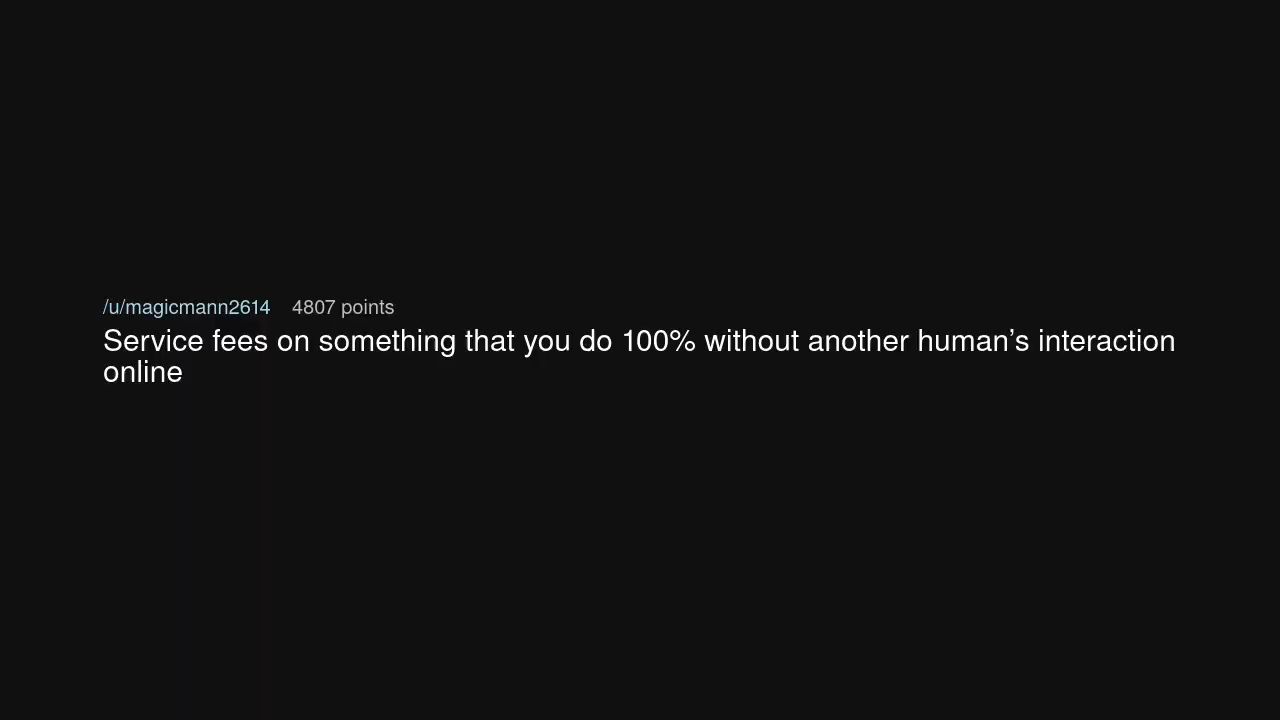 /u/magicmann2614 4807 points
Service fees on something that you do 100% without another human’s interaction
online